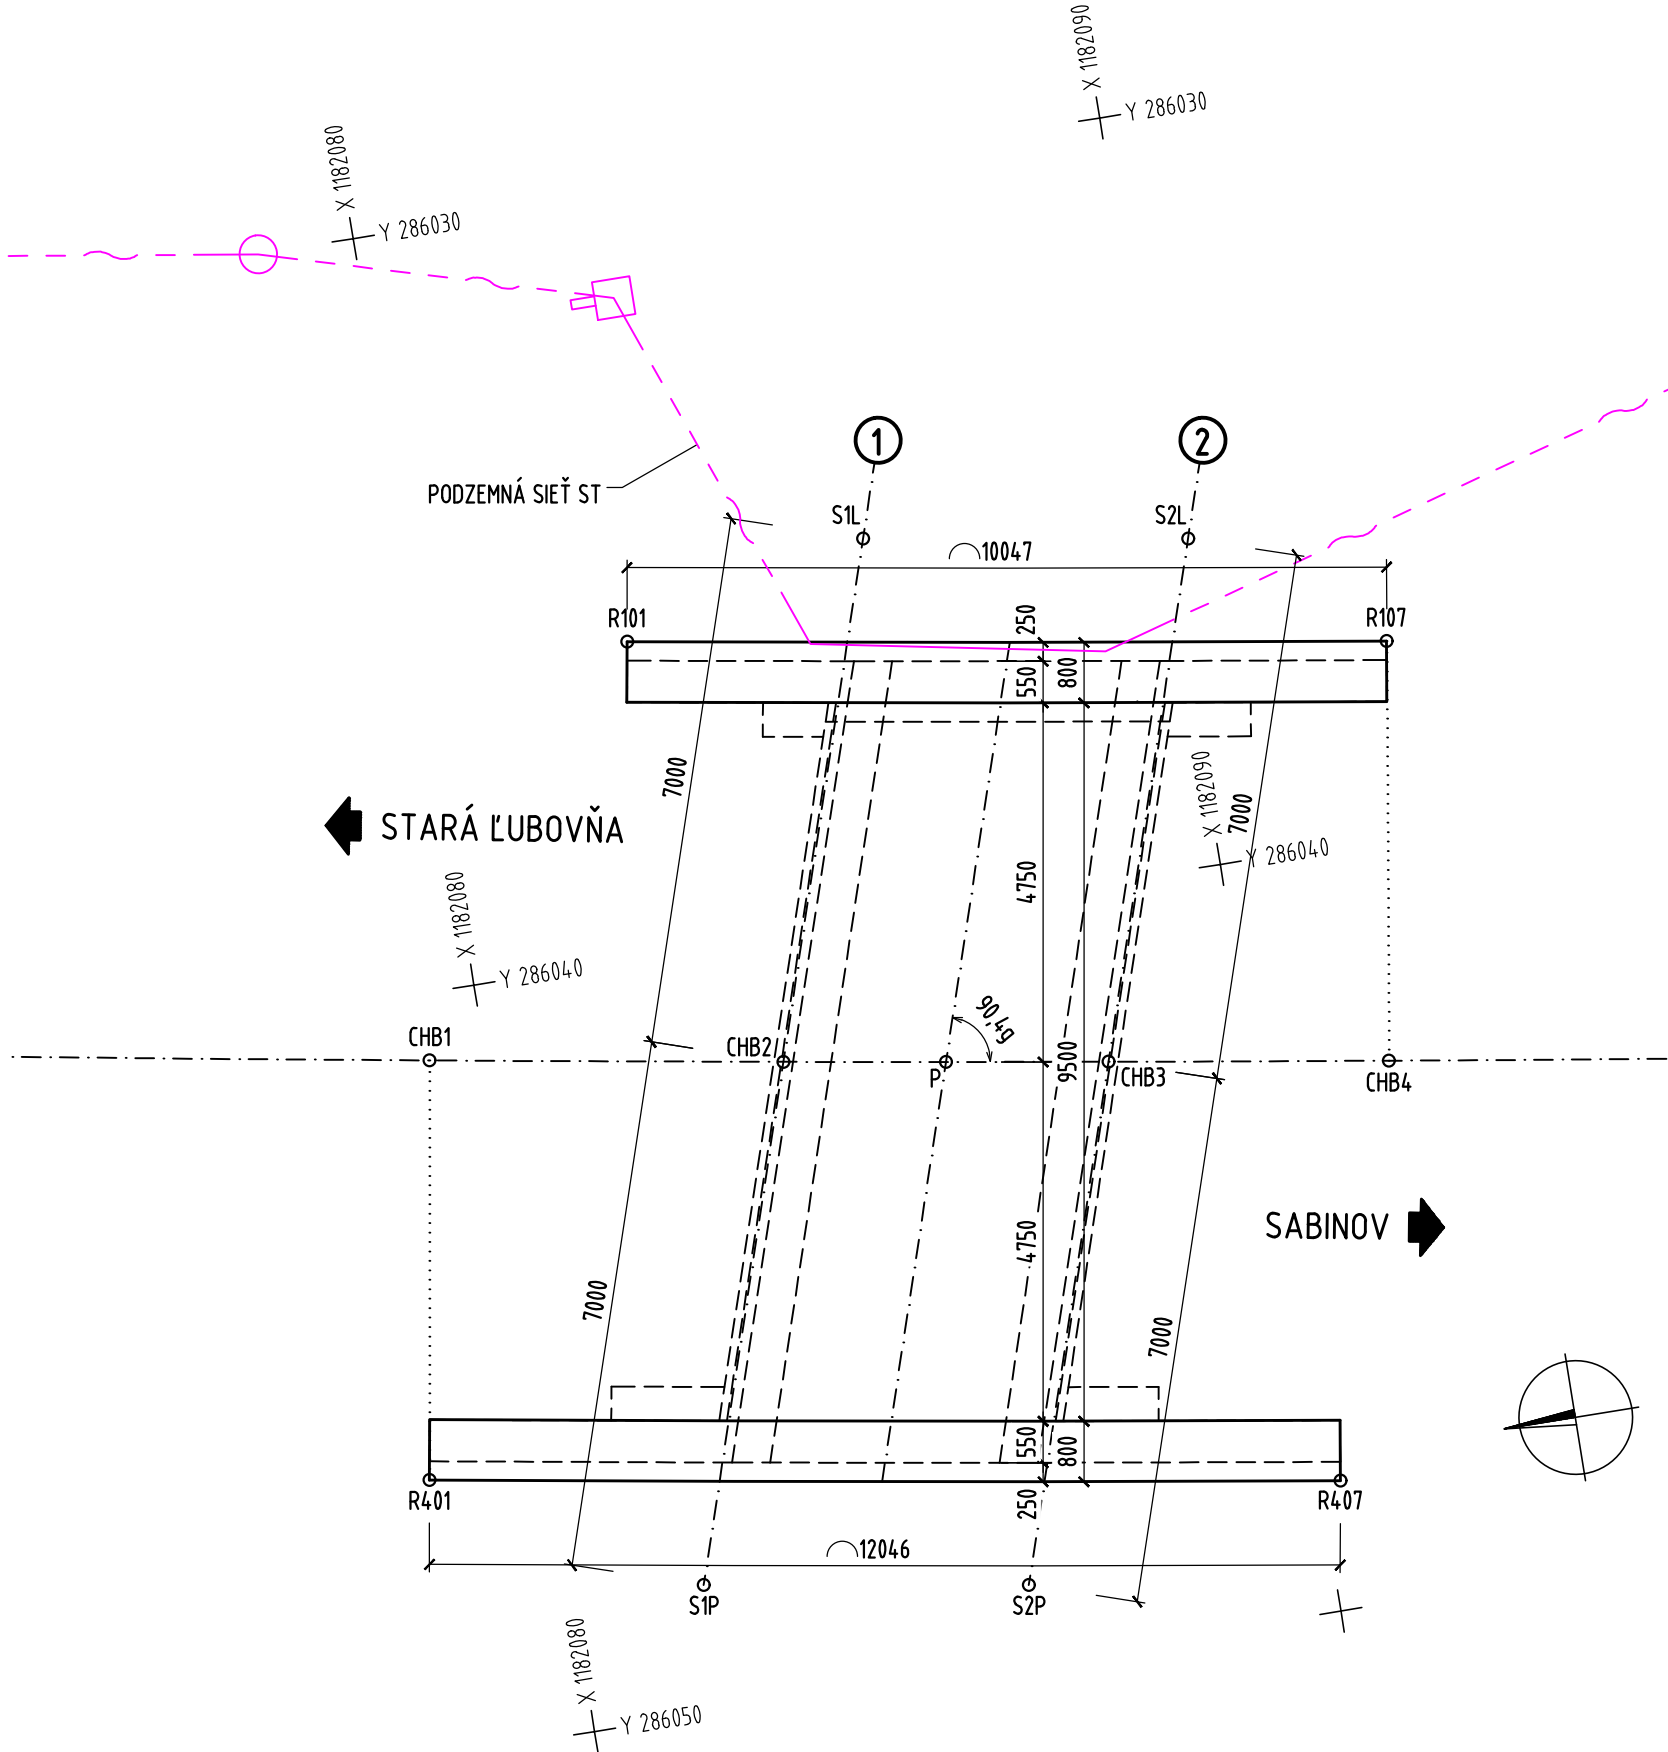 X 1182090
Y 286030
X 1182080
Y 286030
1
2
PODZEMNÁ SIEŤ ST
S1L
S2L
10047
R101
R107
250
550
800
7000
STARÁ ĽUBOVŇA
X 1182090
7000
Y 286040
4750
X 1182080
Y 286040
90,4g
CHB1
CHB2
P
9500
CHB3
CHB4
4750
SABINOV
7000
7000
550
800
R401
250
R407
12046
S1P
S2P
X 1182080
Y 286050